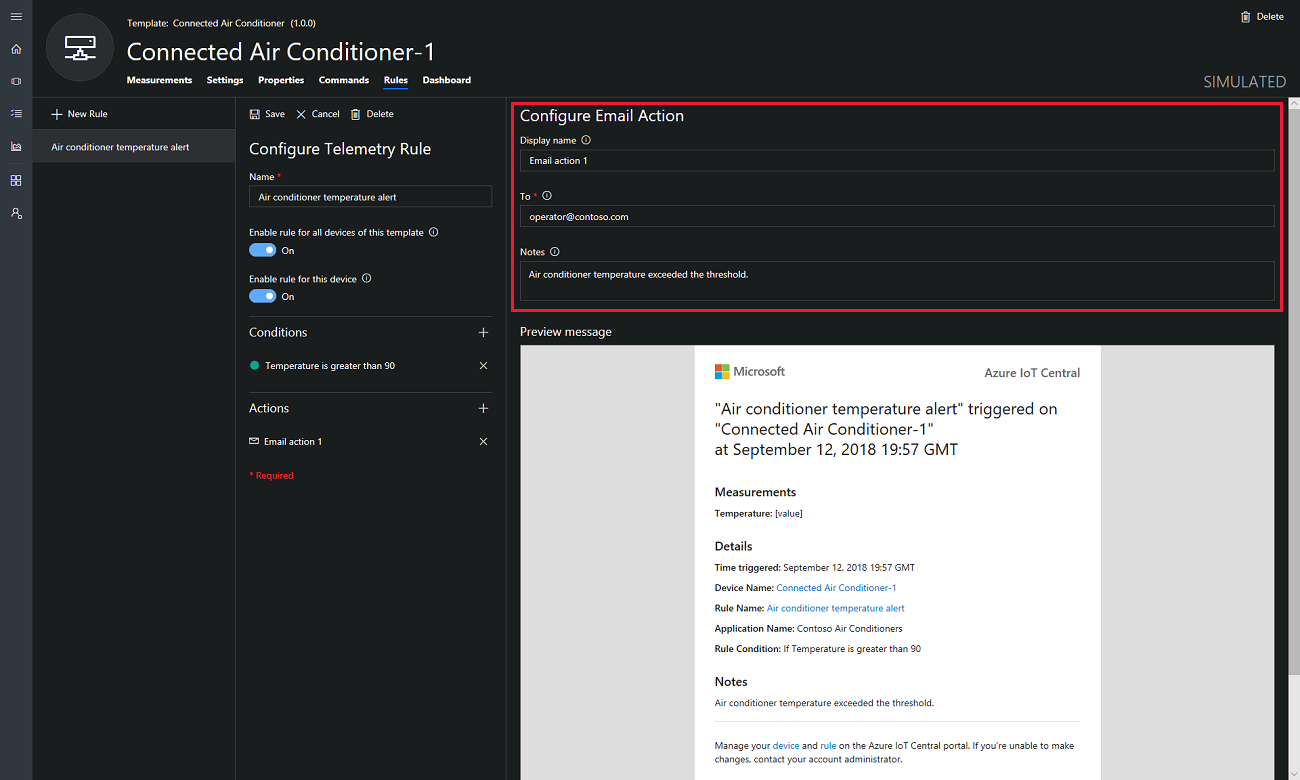 Template: Connected Air Conditioner (1.0.0)
Delete
Connected Air Conditioner-1
Measurements Settings Properties Commands Rules Dashboard
SIMULATED
New Rule
Air conditioner temperature alert
Save Cancel Delete
Configure Telemetry Rule
Name *
Air conditioner temperature alert
Enable rule for all devices of this template
On
Enable rule for this device
On
Conditions
Temperature is greater than 90
Actions
Email action 1
* Required
Configure Email Action
Display name
Email action 1
To *
operator@contoso.com
Notes
Air conditioner temperature exceeded the threshold.
Preview message
Microsoft
Azure IoT Central
"Air conditioner temperature alert" triggered on
"Connected Air Conditioner-1"
at September 12, 2018 19:57 GMT
Measurements
Temperature: [value]
Details
Time triggered: September 12, 2018 19:57 GMT
Device Name: Connected Air Conditioner-1
Rule Name: Air conditioner temperature alert
Application Name: Contoso Air Conditioners
Rule Condition: If Temperature is greater than 90
Notes
Air conditioner temperature exceeded the threshold.
Manage your device and rule on the Azure IoT Central portal. If you're unable to make
changes, contact your account administrator.